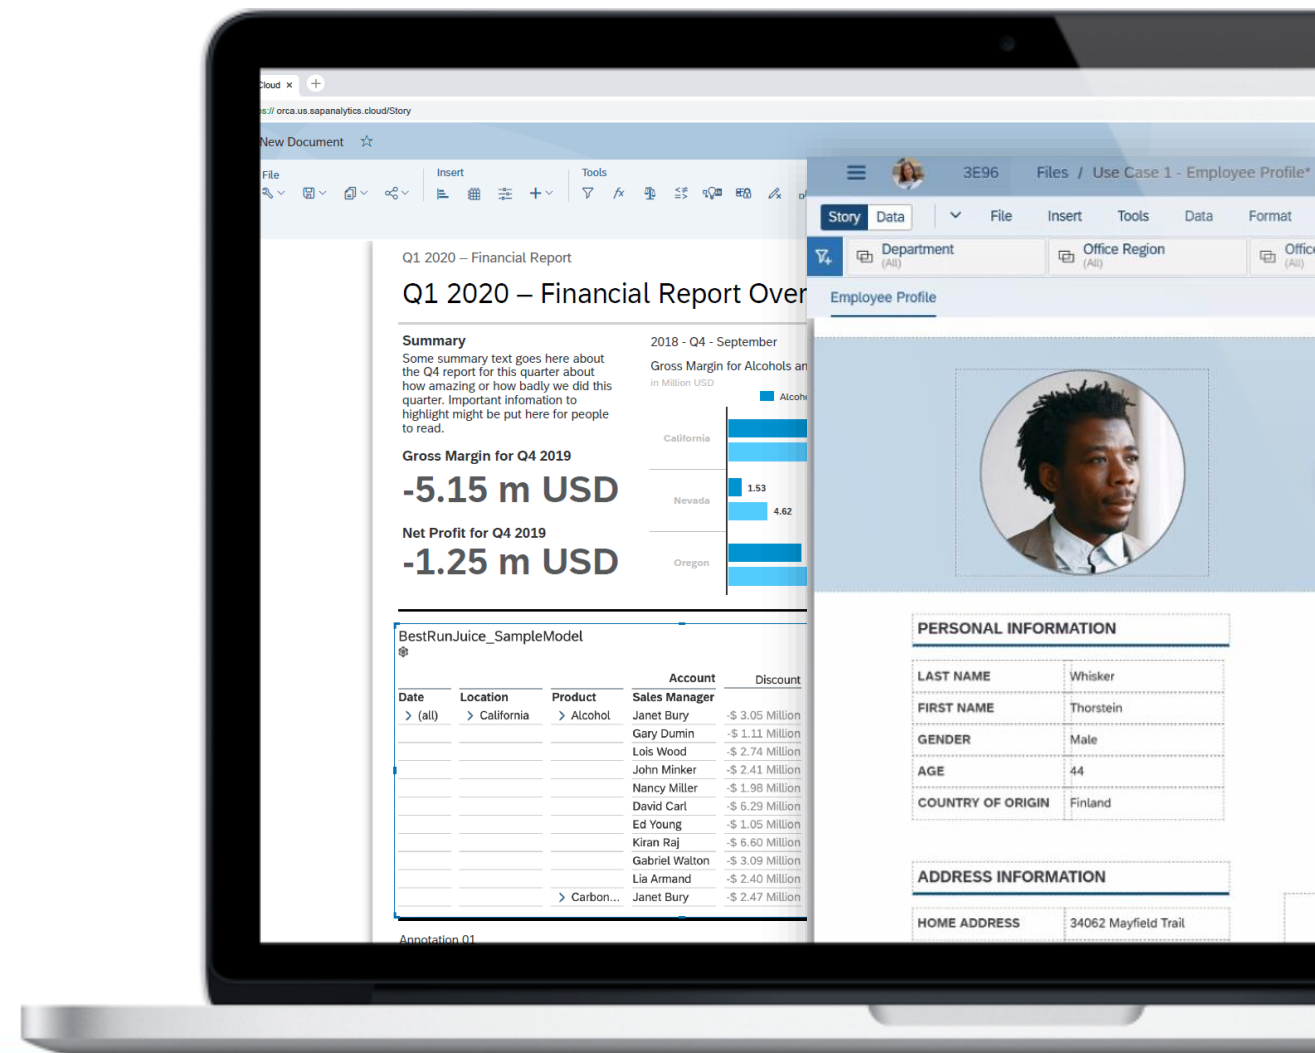 Cloud ×
s:// orca.us.sapanalytics.cloud/Story
New Document
File
Insert
Tools
Q1 2020 – Financial Report
Q1 2020 – Financial Report Over
Summary
Some summary text goes here about
the Q4 report for this quarter about
how amazing or how badly we did this
quarter. Important infomation to
highlight might be put here for people
to read.
Gross Margin for Q4 2019
-5.15 m USD
Net Profit for Q4 2019
-1.25 m USD
2018 - Q4 - September
Gross Margin for Alcohols an
in Million USD
Alcoh
California
Nevada
1.53
4.62
Oregon
BestRunJuice_SampleModel
Account Discount
Date Location Product Sales Manager
(all) California Alcohol Janet Bury -$ 3.05 Million
Gary Dumin -$ 1.11 Million
Lois Wood -$ 2.74 Million
John Minker -$ 2.41 Million
Nancy Miller -$ 1.98 Million
David Carl -$ 6.29 Million
Ed Young -$ 1.05 Million
Kiran Raj -$ 6.60 Million
Gabriel Walton -$ 3.09 Million
Lia Armand -$ 2.40 Million
Carbon... Janet Bury -$ 2.47 Million
Annotation 01
3E96 Files / Use Case 1 - Employee Profile*
Story Data File Insert Tools Data Format
Department
(All)
Office Region
(All)
Office
(All)
Employee Profile
PERSONAL INFORMATION
LAST NAME Whisker
FIRST NAME Thorstein
GENDER Male
AGE 44
COUNTRY OF ORIGIN Finland
ADDRESS INFORMATION
HOME ADDRESS 34062 Mayfield Trail